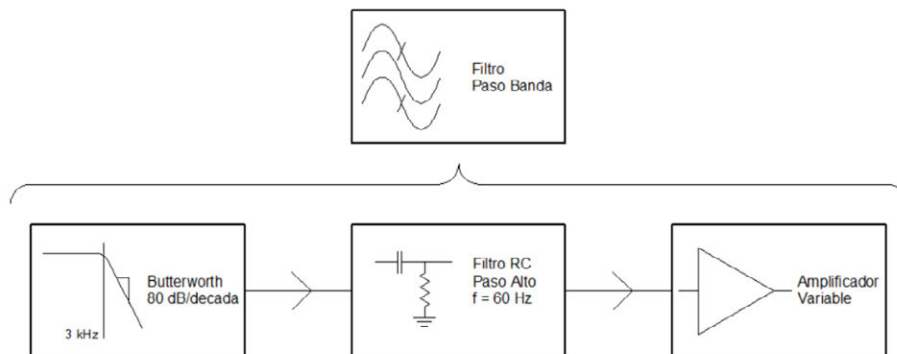 Filtro
Paso Banda
Butterworth
80 dB/decada
3 kHz
Filtro RC
Paso Alto
f = 60 Hz
Amplificador
Variable